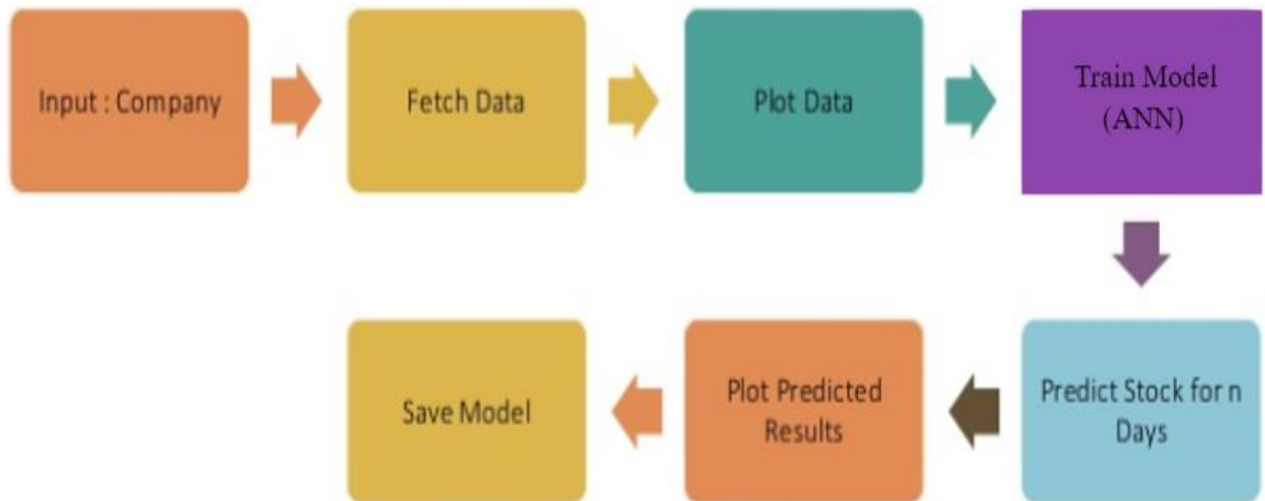 Input : Company
Fetch Data
Plot Data
Train Model
(ANN)
Predict Stock for n
Days
Plot Predicted
Results
Save Model